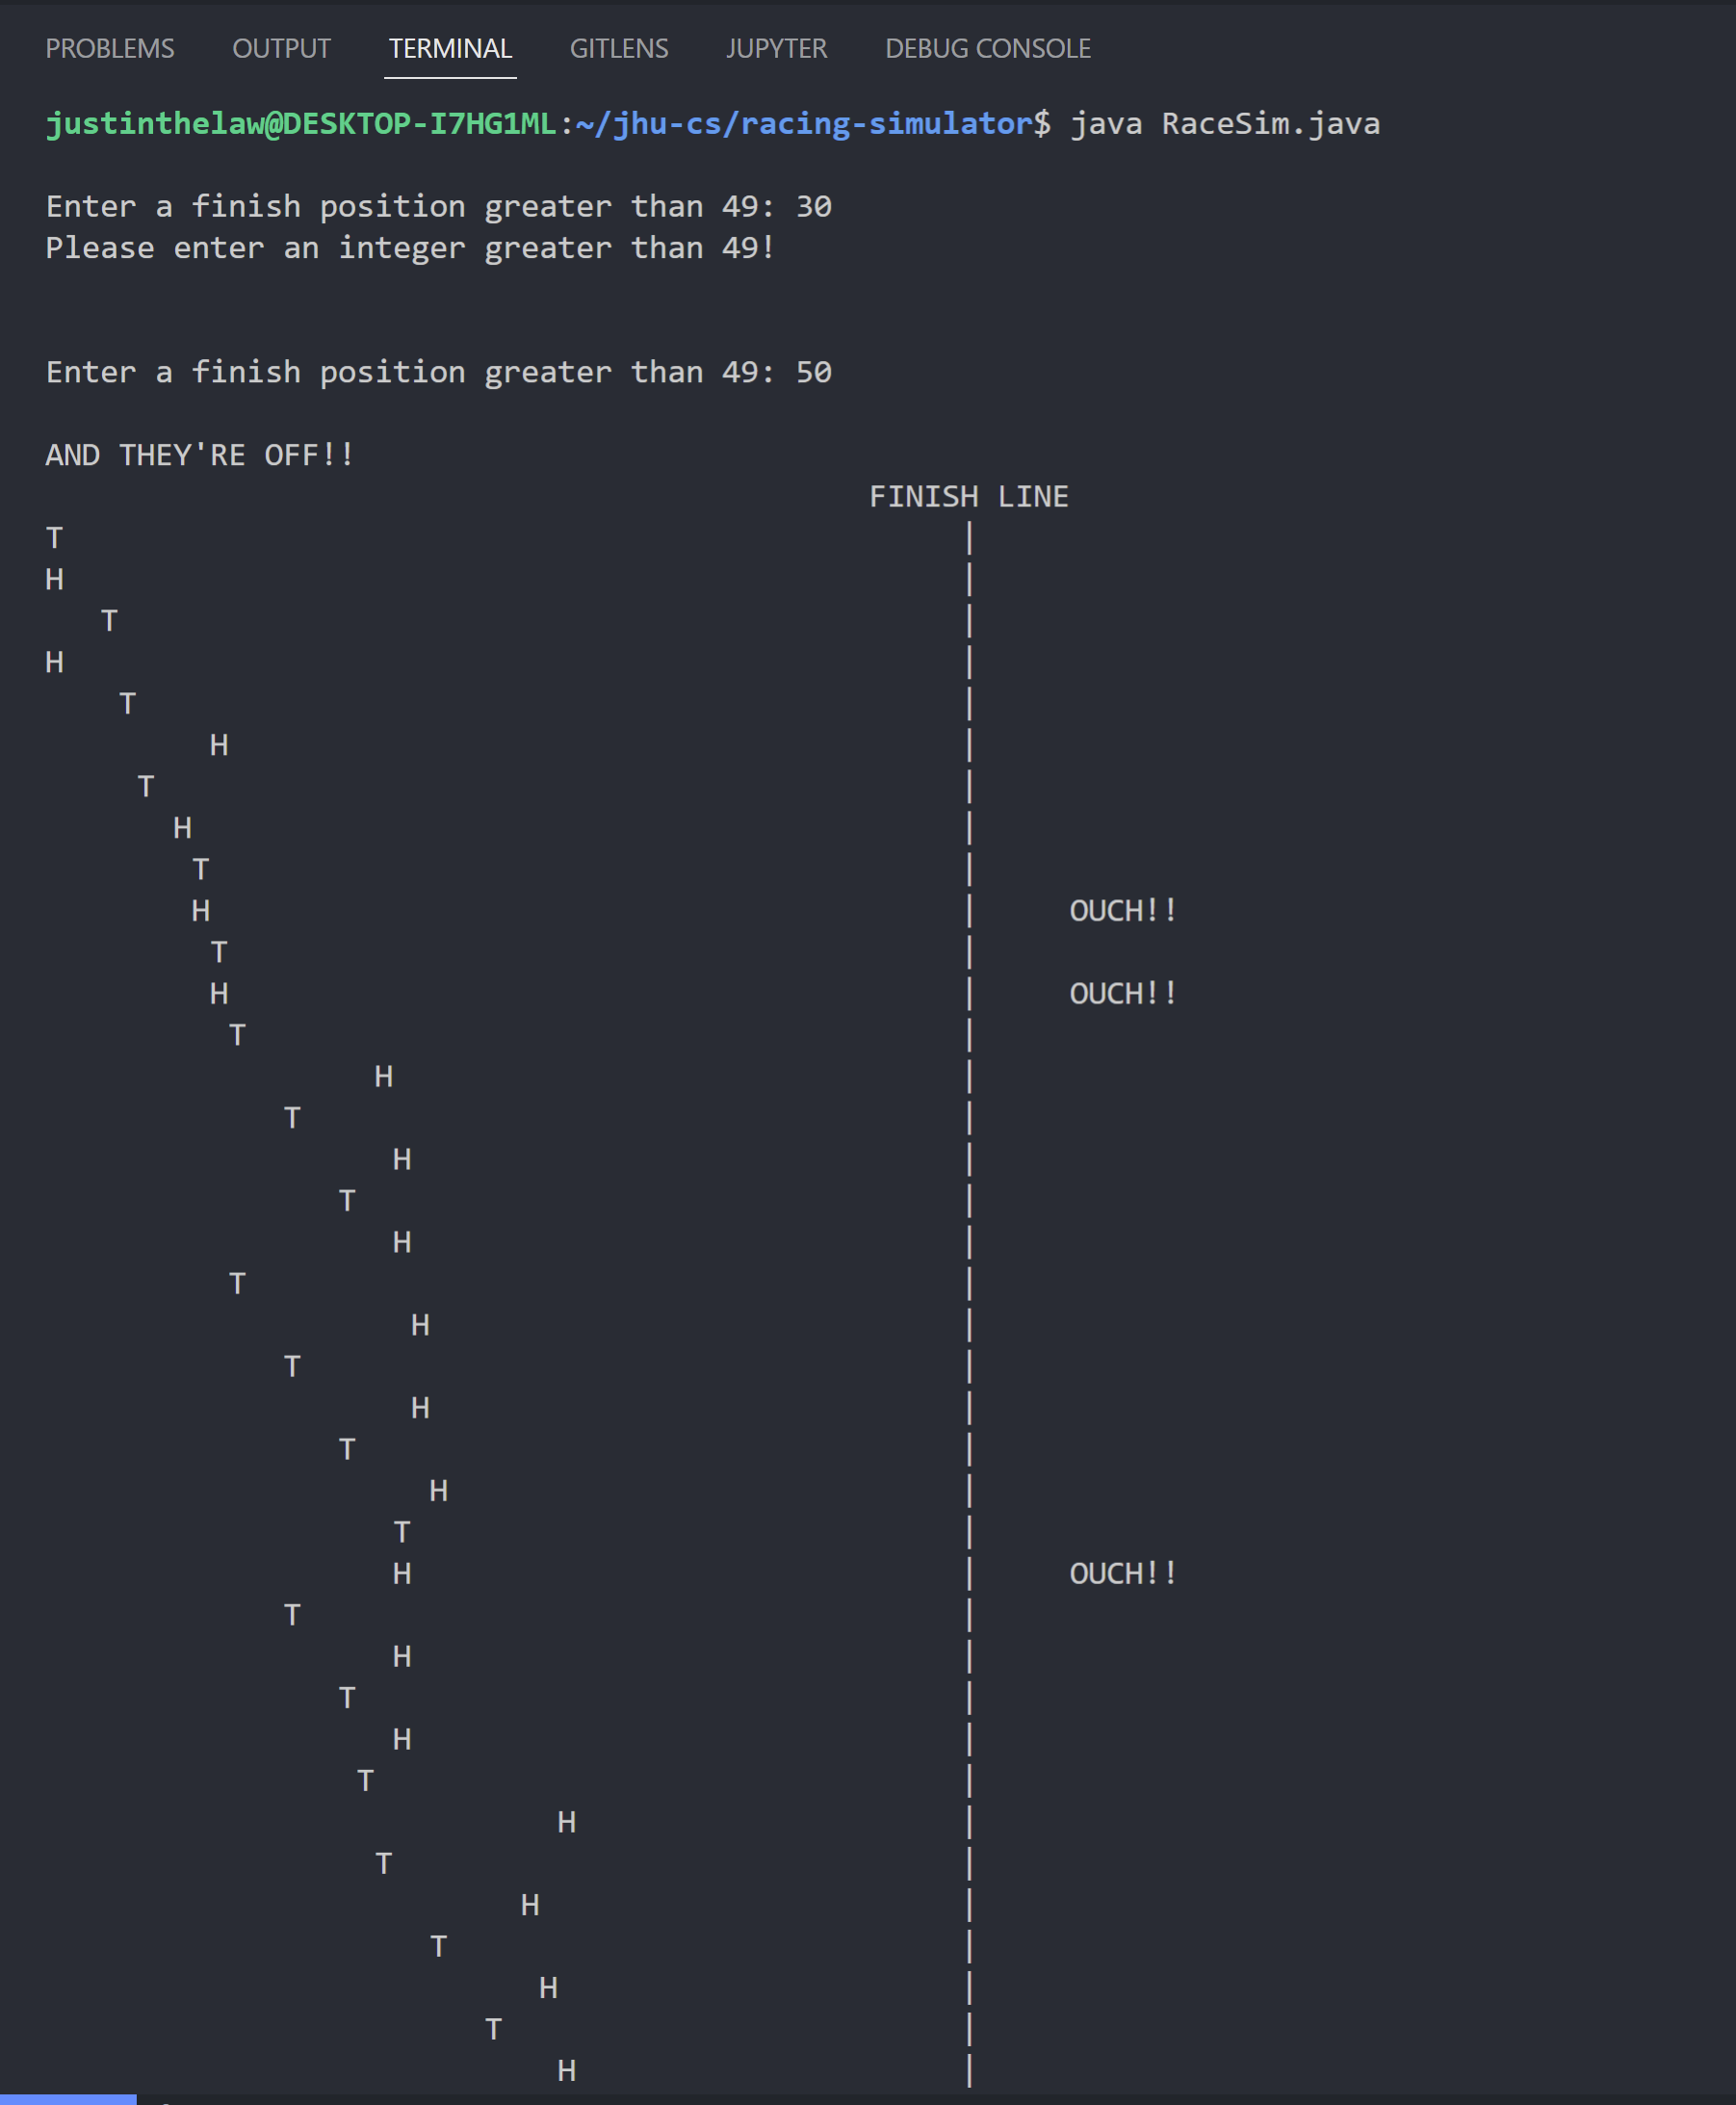 PROBLEMS OUTPUT TERMINAL GITLENS JUPYTER DEBUG CONSOLE
justinthelaw@DESKTOP-I7HG1ML:~/jhu-cs/racing-simulator$ java RaceSim.java
Enter a finish position greater than 49: 30
Please enter an integer greater than 49!
Enter a finish position greater than 49: 50
AND THEY'RE OFF!!
                                             FINISH LINE
T                                                 |
H                                                 |
   T                                              |
H                                                 |
    T                                             |
         H                                        |
     T                                            |
       H                                          |
        T                                         |
        H                                         |     OUCH!!
         T                                        |
         H                                        |     OUCH!!
          T                                       |
                  H                               |
             T                                    |
                   H                              |
                T                                 |
                   H                              |
          T                                       |
                    H                             |
             T                                    |
                    H                             |
                T                                 |
                     H                            |
                   T                              |
                   H                              |     OUCH!!
             T                                    |
                   H                              |
                T                                 |
                   H                              |
                 T                                |
                            H                     |
                  T                               |
                          H                       |
                     T                            |
                           H                      |
                        T                         |
                            H                     |